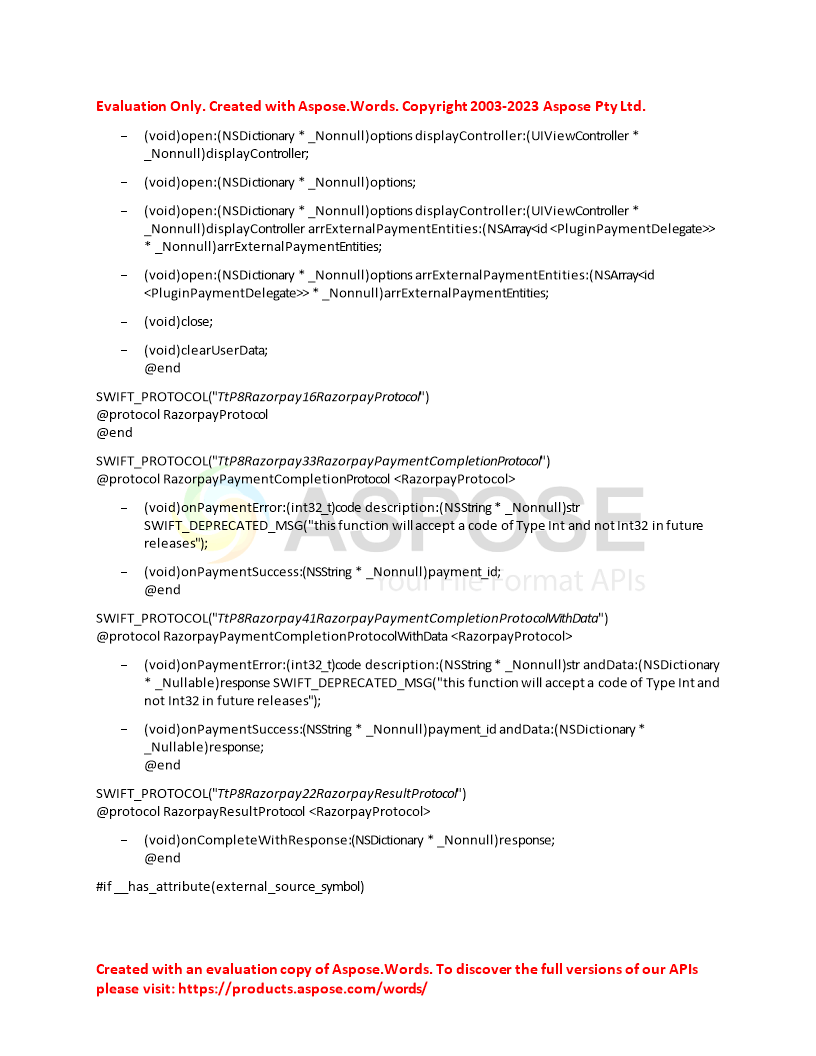 Evaluation Only. Created with Aspose.Words. Copyright 2003-2023 Aspose Pty Ltd.
– (void)open:(NSDictionary * _Nonnull)options displayController:(UIViewController *
_Nonnull)displayController;
– (void)open:(NSDictionary * _Nonnull)options;
– (void)open:(NSDictionary * _Nonnull)options displayController:(UIViewController *
_Nonnull)displayController arrExternalPaymentEntities:(NSArray<id <PluginPaymentDelegate>>
* _Nonnull)arrExternalPaymentEntities;
– (void)open:(NSDictionary * _Nonnull)options arrExternalPaymentEntities:(NSArray<id
<PluginPaymentDelegate>> * _Nonnull)arrExternalPaymentEntities;
– (void)close;
– (void)clearUserData;
@end
SWIFT_PROTOCOL("TtP8Razorpay16RazorpayProtocol")
@protocol RazorpayProtocol
@end
SWIFT_PROTOCOL("TtP8Razorpay33RazorpayPaymentCompletionProtocol")
@protocol RazorpayPaymentCompletionProtocol <RazorpayProtocol>
– (void)onPaymentError:(int32_t)code description:(NSString * _Nonnull)str
SWIFT_DEPRECATED_MSG("this function will accept a code of Type Int and not Int32 in future
releases");
– (void)onPaymentSuccess:(NSString * _Nonnull)payment_id;
@end
ASPOSE
Your File Format APIs
SWIFT_PROTOCOL("TtP8Razorpay41RazorpayPaymentCompletionProtocolWithData")
@protocol RazorpayPaymentCompletionProtocolWithData <RazorpayProtocol>
– (void)onPaymentError:(int32_t)code description:(NSString * _Nonnull)str andData:(NSDictionary
* _Nullable)response SWIFT_DEPRECATED_MSG("this function will accept a code of Type Int and
not Int32 in future releases");
– (void)onPaymentSuccess:(NSString * _Nonnull)payment_id andData:(NSDictionary *
_Nullable)response;
@end
SWIFT_PROTOCOL("TtP8Razorpay22RazorpayResultProtocol")
@protocol RazorpayResultProtocol <RazorpayProtocol>
– (void)onCompleteWithResponse:(NSDictionary * _Nonnull)response;
@end
#if __has_attribute(external_source_symbol)
Created with an evaluation copy of Aspose.Words. To discover the full versions of our APIs
please visit: https://products.aspose.com/words/